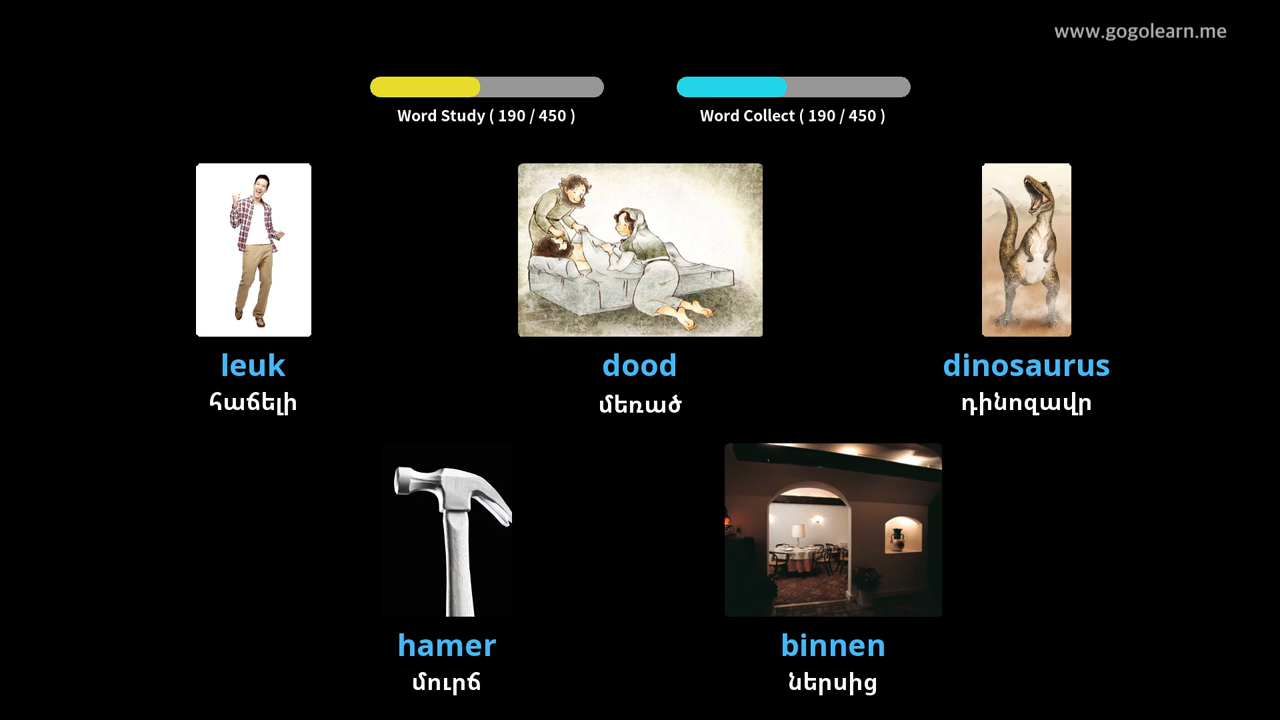 www.gogolearn.me
Word Study ( 190 / 450 )
Word Collect ( 190 / 450 )
leuk
dood
dinosaurus
հաճելի
մեռած
դինոզավր
hamer
binnen
մուրճ
ներսից